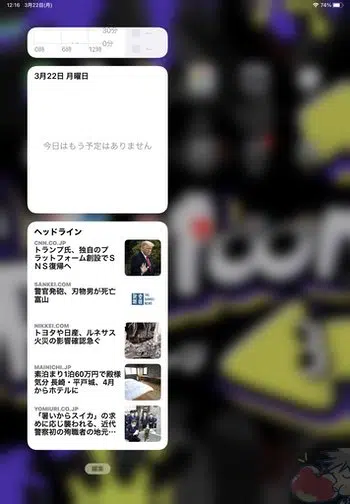 12:16 3月22日(月)
74%
30分
0分
0時 6時 12時
3月22日 月曜日
今日はもう予定はありません
ヘッドライン
CNN.CO.JP
トランプ氏、独自のプ
ラットフォーム創設でS
NS復帰へ
SANKEI.COM
警官発砲、刃物男が死亡
富山
NIKKEI.COM
トヨタや日産、ルネサス
火災の影響確認急ぐ
MAINICHI.JP
素泊まり1泊60万円で殿様
気分 長崎・平戸城、4月
からホテルに
YOMIURI.CO.JP
「暑いからスイカ」の求
めに応じ襲われる、近代
警察初の殉職者の地元…
編集